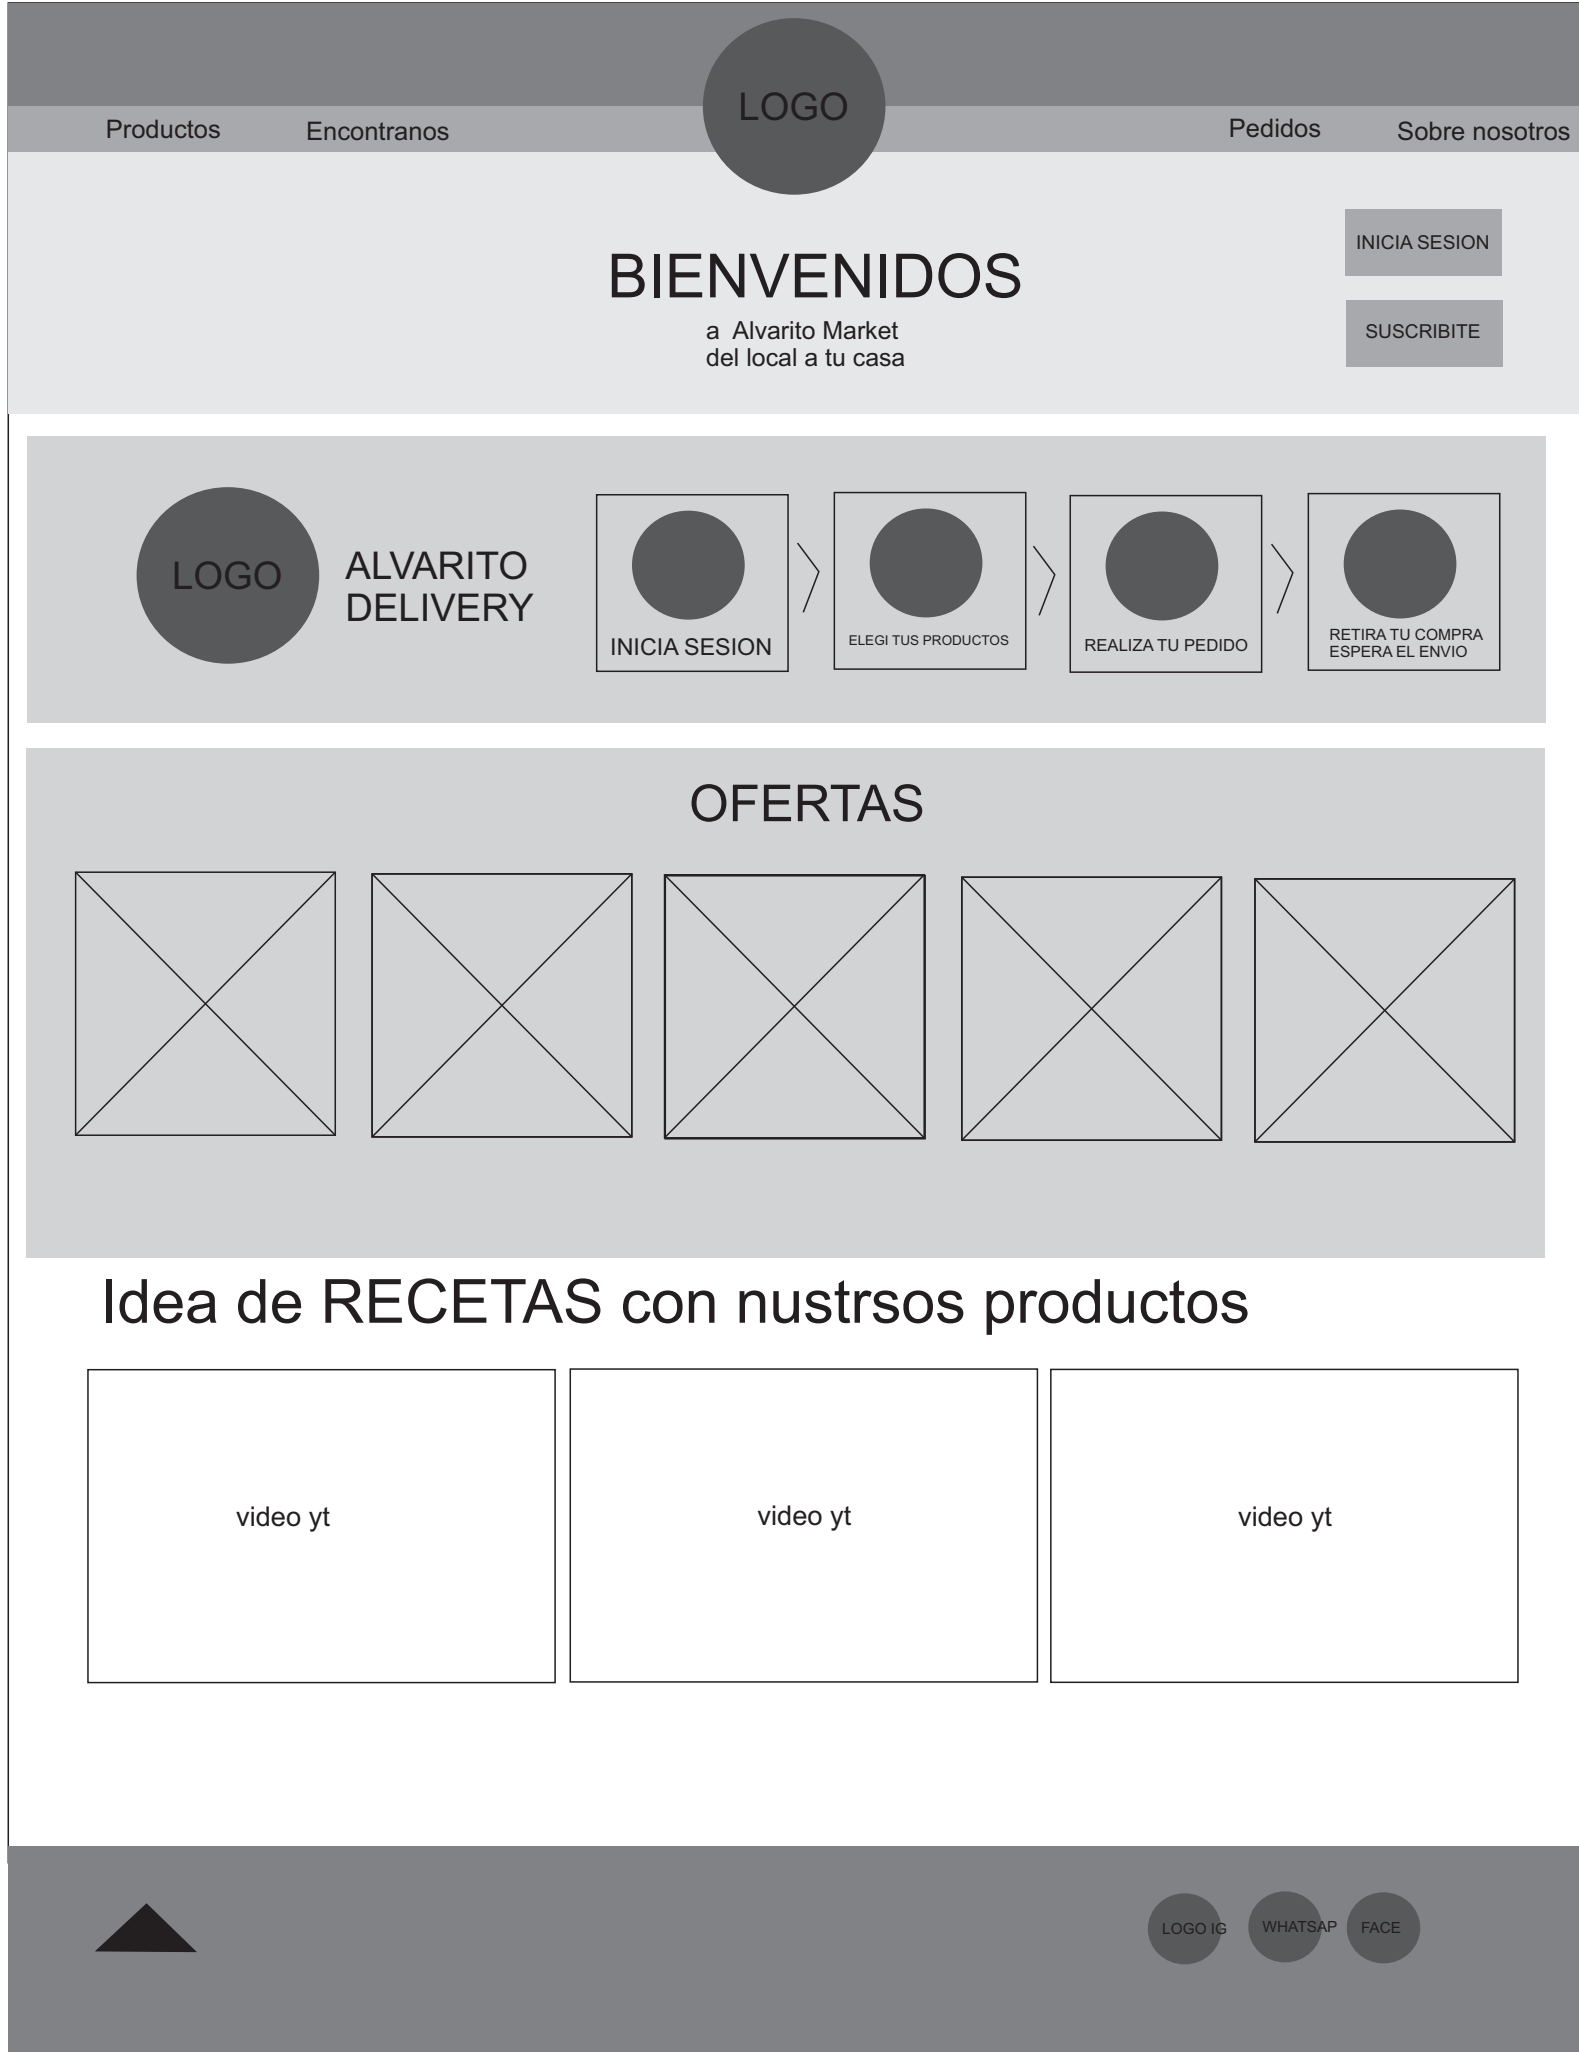 LOGO
Productos
Encontranos
Pedidos
Sobre nosotros
BIENVENIDOS
a  Alvarito Market
del local a tu casa
INICIA SESION
SUSCRIBITE
LOGO
ALVARITO
DELIVERY
INICIA SESION
ELEGI TUS PRODUCTOS
REALIZA TU PEDIDO
RETIRA TU COMPRA
ESPERA EL ENVIO
OFERTAS
Idea de RECETAS con nustrsos productos
video yt
video yt
video yt
LOGO IG
WHATSAP
FACE